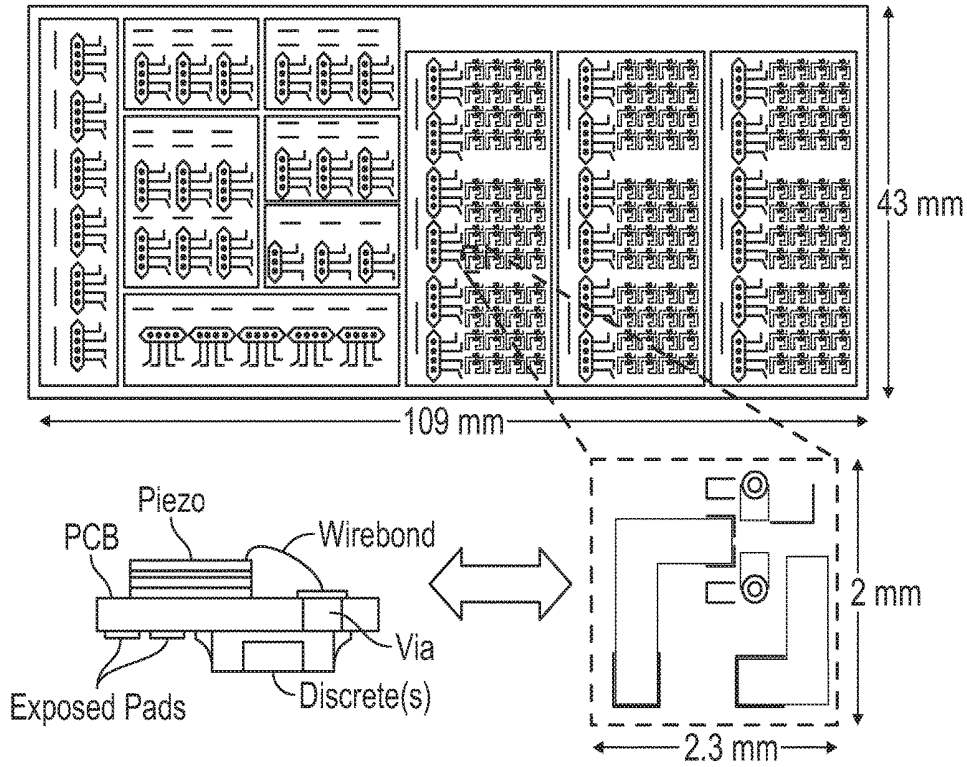 43 mm
109 mm
Piezo
PCB
Wirebond
Via
Exposed Pads
Discrete(s)
2 mm
2.3 mm